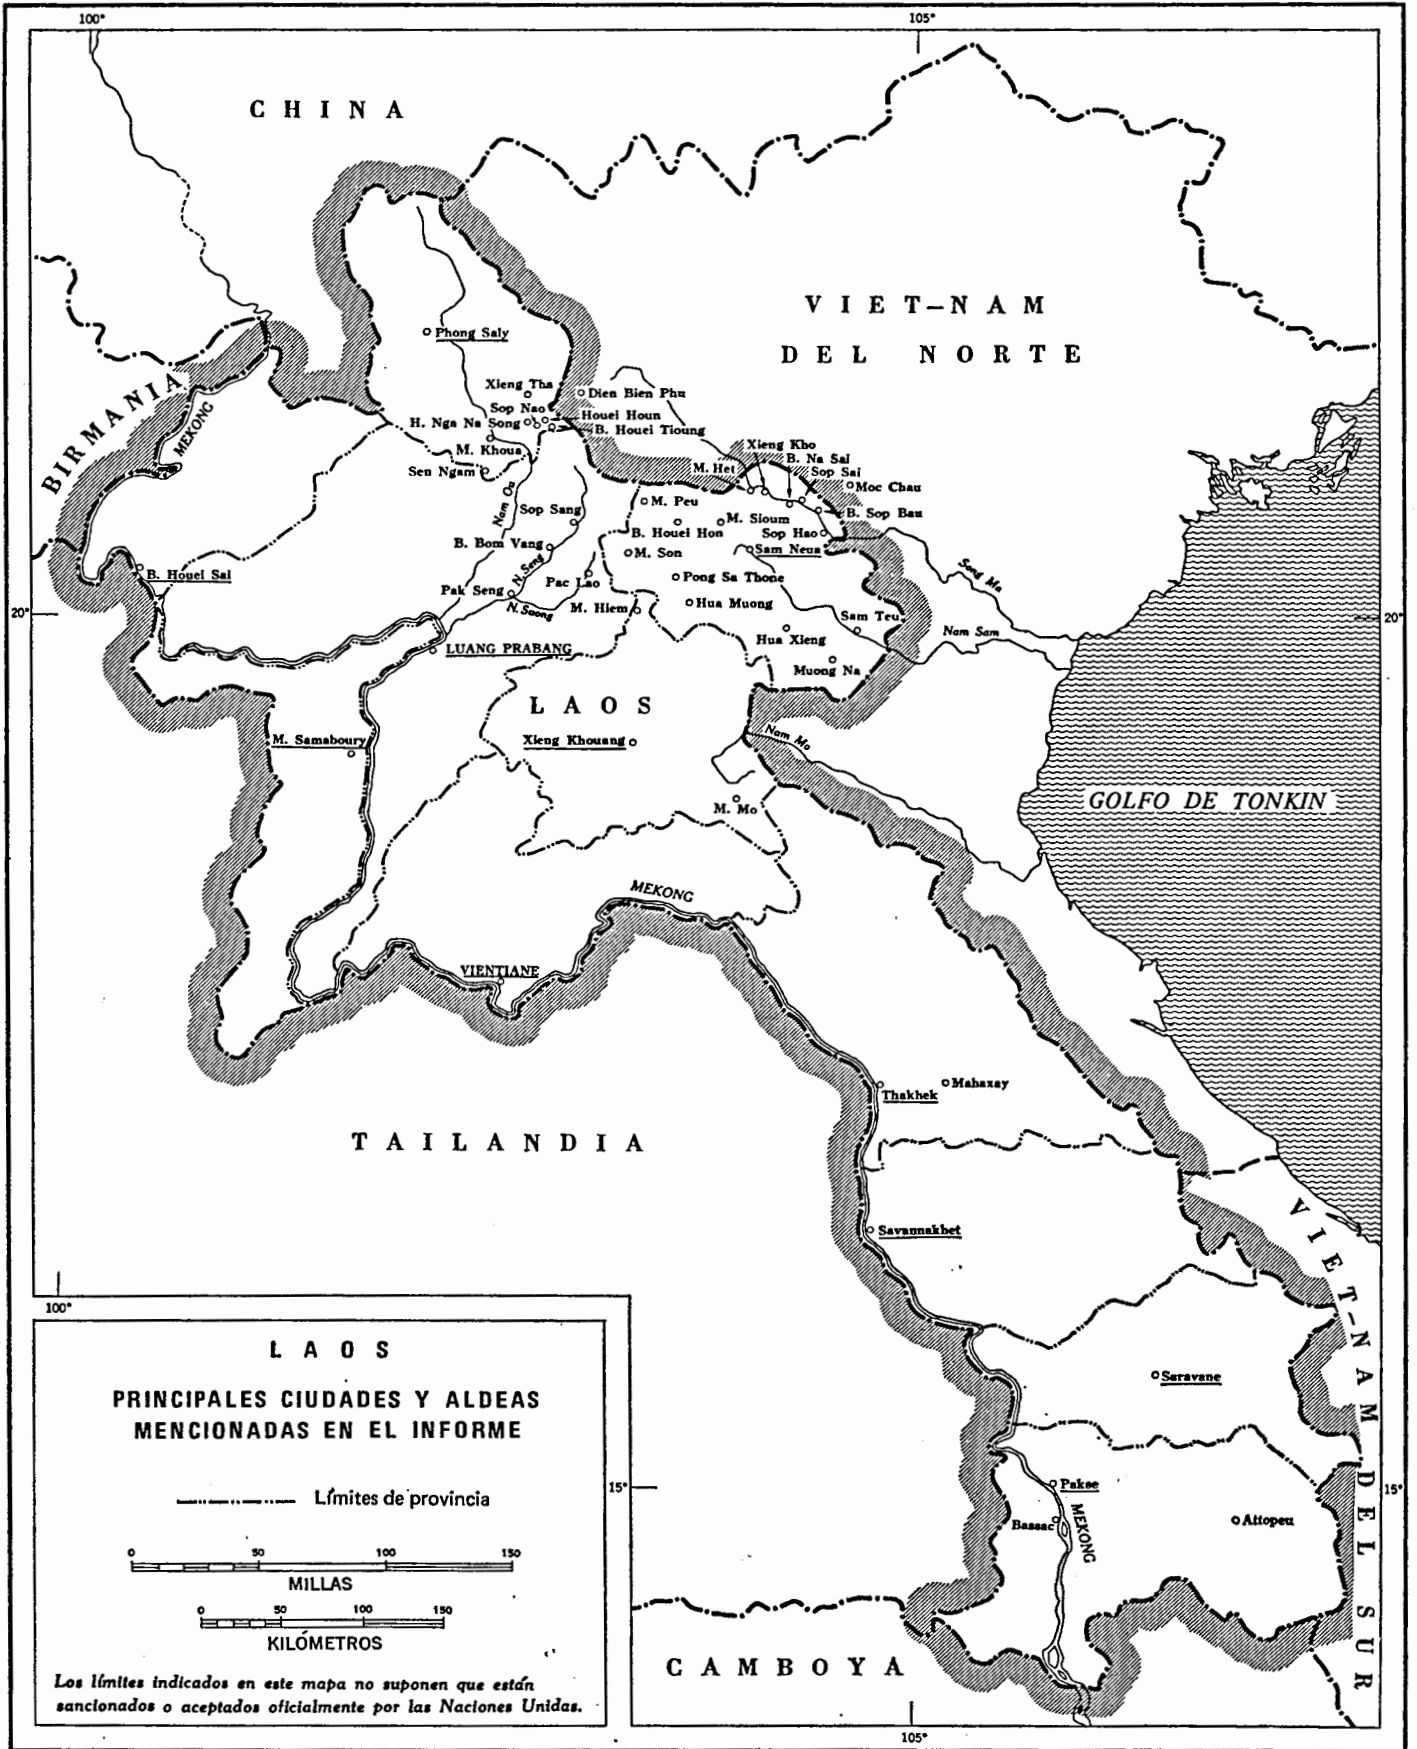 100°
105°
CHINA
VIET-NAM
DEL NORTE
BIRMANIA
MEKONG
Phong Saly
Xieng Tha
Dien Bien Phu
Sop Nao
Houei Houn
H. Nga Na Song
B. Houei Tioung
M. Khoua
Sen Ngam
Xieng Kho
B. Na Sal
M. Het
Sop Sai
Moc Chau
M. Peu
Nam Ou
Sop Sang
B. Sop Bau
M. Sioum
B. Houei Hon
Sop Hao
B. Bom Vang
M. Son
Sam Neua
Song Ma
B. Houei Sai
N. Seng
Pac Lao
Pong Sa Thone
Pak Seng
N. Suong
M. Hiem
Hua Muong
20°
20°
Sam Teu
Nam Sam
Hua Xieng
LUANG PRABANG
Muong Na
LAOS
M. Samaboury
Xieng Khouang
Nam Mo
GOLFO DE TONKIN
M. Mo
MEKONG
VIENTIANE
Thakhek
Mahaxay
TAILANDIA
Savannakhet
VIET-NAM DEL SUR
100°
Saravane
15°
15°
Pakse
Bassac
MEKONG
Attopeu
CAMBOYA
105°
LAOS
PRINCIPALES CIUDADES Y ALDEAS
MENCIONADAS EN EL INFORME
Límites de provincia
0 50 100 150
MILLAS
0 50 100 150
KILÓMETROS
Los límites indicados en este mapa no suponen que están
sancionados o aceptados oficialmente por las Naciones Unidas.